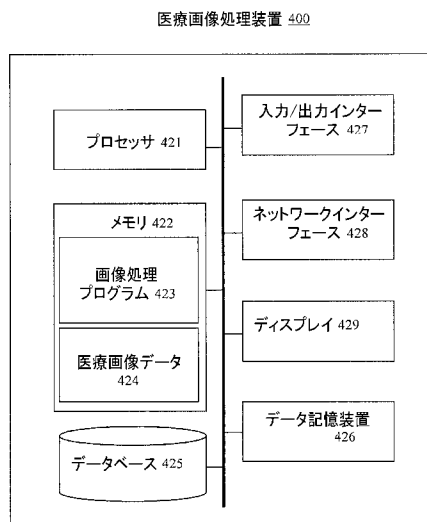 医療画像処理装置 400
プロセッサ 421
メモリ 422
画像処理
プログラム 423
医療画像データ
424
データベース 425
入力/出力インター
フェース 427
ネットワークインター
フェース 428
ディスプレイ 429
データ記憶装置
426